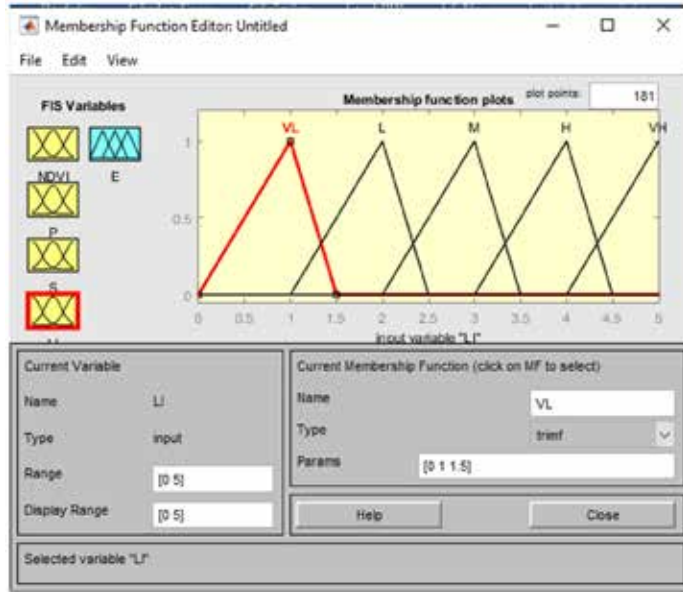 Membership Function Editor: Untitled
File Edit View
FIS Variables
Membership function plots
plot points:
181
NDVI
E
P
S
VL L M H VH
1
0.5
0
0 0.5 1 1.5 2 2.5 3 3.5 4 4.5 5
input variable "LI"
Current Variable
Name LI
Type input
Range [0 5]
Display Range [0 5]
Current Membership Function (click on MF to select)
Name VL
Type trimf
Params [0 1 1.5]
Help Close
Selected variable "LI"